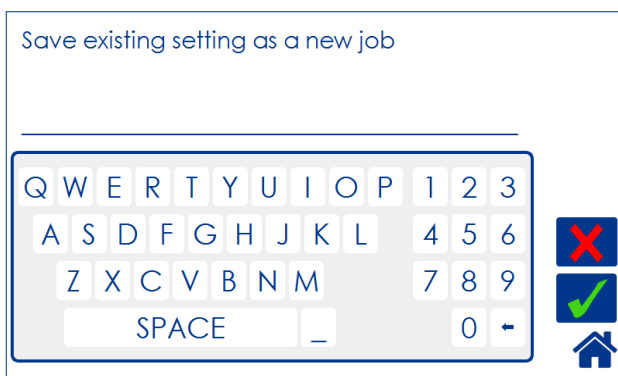 Save existing setting as a new job
Q W E R T Y U I O P 1 2 3
A S D F G H J K L 4 5 6
Z X C V B N M 7 8 9
SPACE _ 0 ←